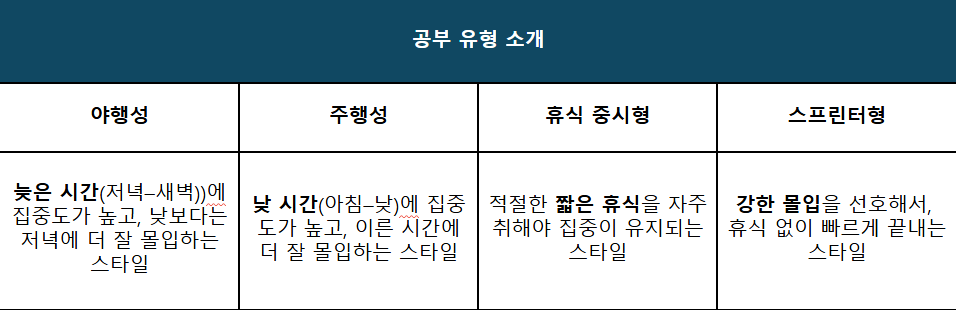 공부 유형 소개
야행성
주행성
휴식 중시형
스프린터형
늦은 시간(저녁–새벽))에
집중도가 높고, 낮보다는
저녁에 더 잘 몰입하는
스타일
낮 시간(아침–낮)에 집중
도가 높고, 이른 시간에
더 잘 몰입하는 스타일
적절한 짧은 휴식을 자주
취해야 집중이 유지되는
스타일
강한 몰입을 선호해서,
휴식 없이 빠르게 끝내는
스타일